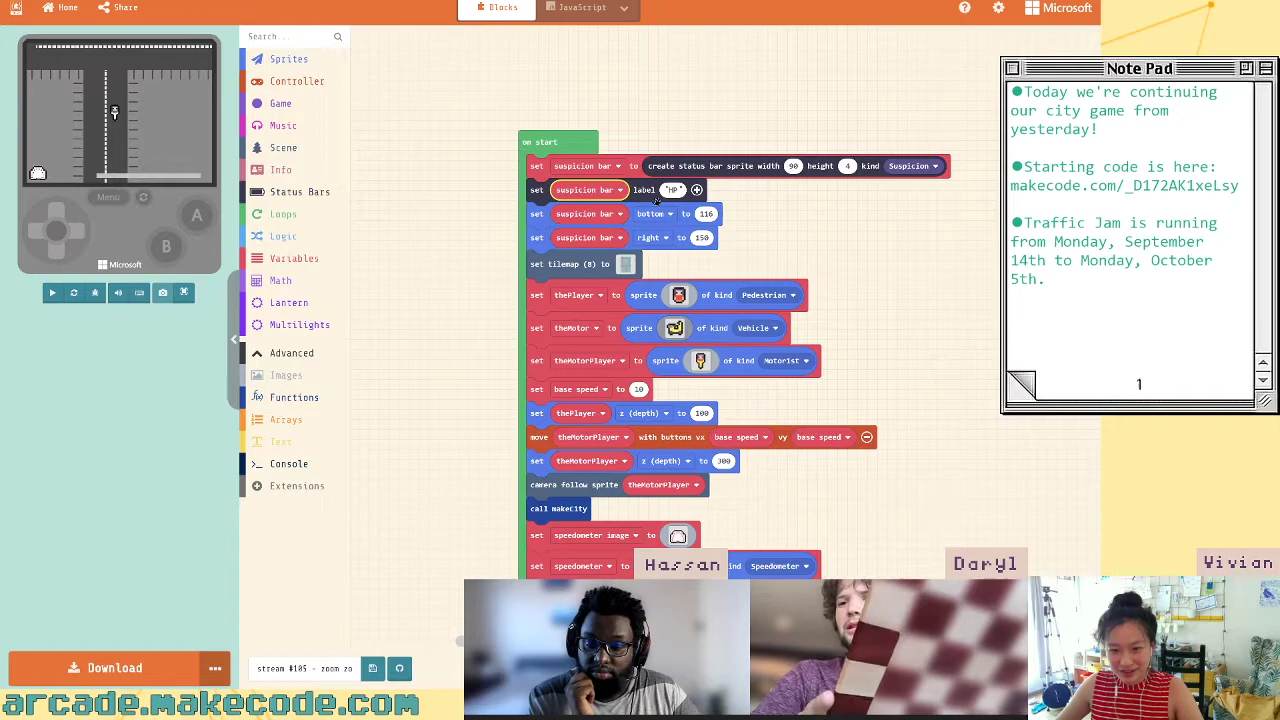 Home
Share
Blocks
JavaScript
Microsoft
Search...
Sprites
Controller
Game
Music
Scene
Info
Status Bars
Loops
Logic
Variables
Math
Lantern
Multilights
Advanced
Images
Functions
Arrays
Text
Console
Extensions
Menu
A
B
Microsoft
on start
set suspicion bar to create status bar sprite width 90 height 4 kind Suspicion
set suspicion bar label "HP"
set suspicion bar bottom to 116
set suspicion bar right to 150
set tilemap (8) to
set thePlayer to sprite of kind Pedestrian
set theMotor to sprite of kind Vehicle
set theMotorPlayer to sprite of kind Motorist
set base speed to 10
set thePlayer z (depth) to 100
move theMotorPlayer with buttons vx base speed vy base speed
set theMotorPlayer z (depth) to 300
camera follow sprite theMotorPlayer
call makeCity
set speedometer image to
set speedometer to ind Speedometer
Note Pad
●Today we're continuing
our city game from
yesterday!
●Starting code is here:
makecode.com/_D172AK1xeLsy
●Traffic Jam is running
from Monday, September
14th to Monday, October
5th.
1
Hassan
Daryl
Vivian
Download
stream #105 - zoom zo
arcade.makecode.com